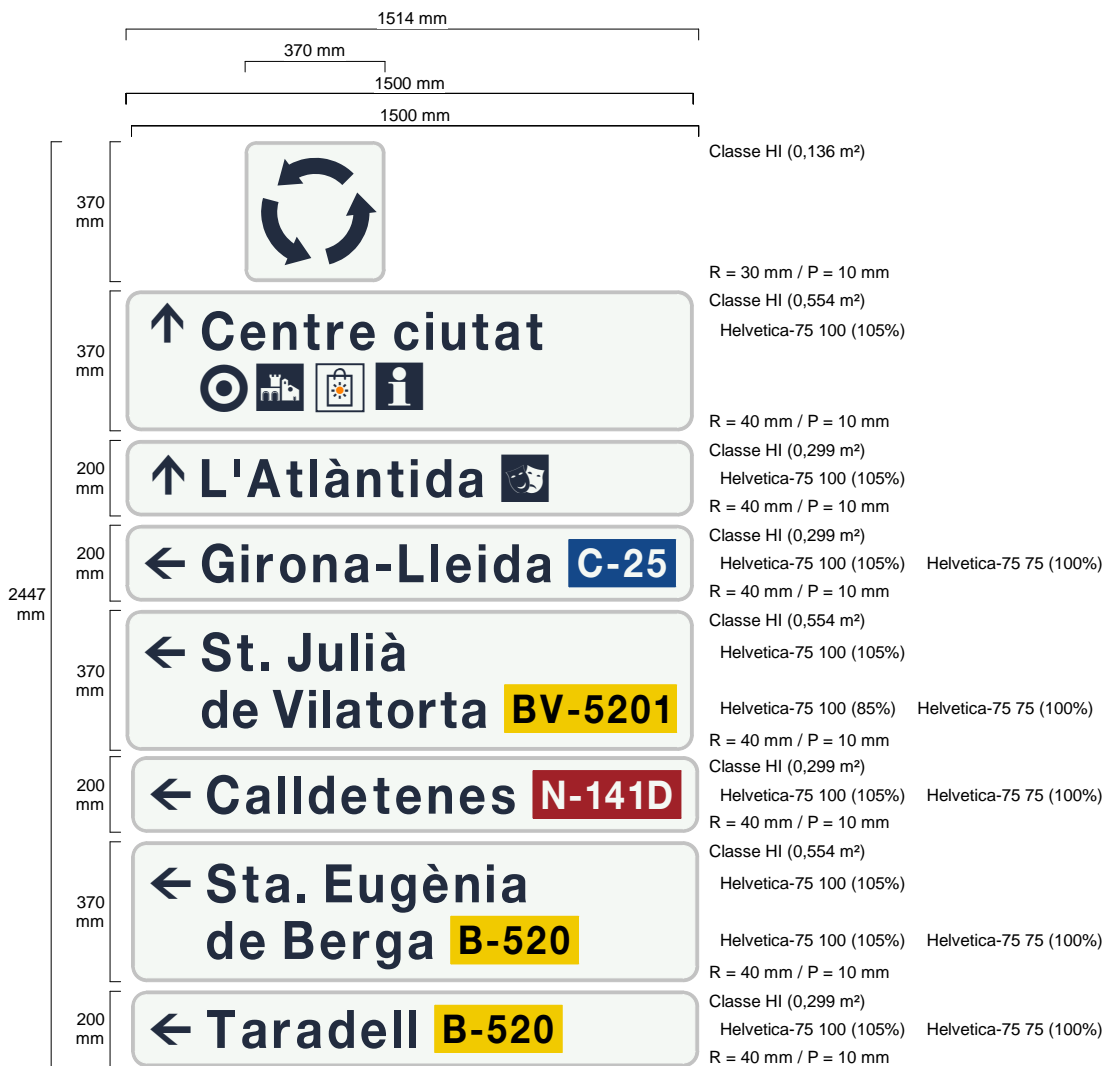 1514 mm
370 mm
1500 mm
1500 mm
Classe HI (0,136 m²)
370 mm
R = 30 mm / P = 10 mm
Classe HI (0,554 m²)
Centre ciutat
Helvetica-75 100 (105%)
370 mm
i
R = 40 mm / P = 10 mm
Classe HI (0,299 m²)
200 mm
L'Atlàntida
Helvetica-75 100 (105%)
R = 40 mm / P = 10 mm
Classe HI (0,299 m²)
200 mm
Girona-Lleida C-25
Helvetica-75 100 (105%) Helvetica-75 75 (100%)
R = 40 mm / P = 10 mm
2447 mm
Classe HI (0,554 m²)
St. Julià
Helvetica-75 100 (105%)
370 mm
de Vilatorta BV-5201
Helvetica-75 100 (85%) Helvetica-75 75 (100%)
R = 40 mm / P = 10 mm
Classe HI (0,299 m²)
200 mm
Calldetenes N-141D
Helvetica-75 100 (105%) Helvetica-75 75 (100%)
R = 40 mm / P = 10 mm
Classe HI (0,554 m²)
Sta. Eugènia
Helvetica-75 100 (105%)
370 mm
de Berga B-520
Helvetica-75 100 (105%) Helvetica-75 75 (100%)
R = 40 mm / P = 10 mm
Classe HI (0,299 m²)
200 mm
Taradell B-520
Helvetica-75 100 (105%) Helvetica-75 75 (100%)
R = 40 mm / P = 10 mm